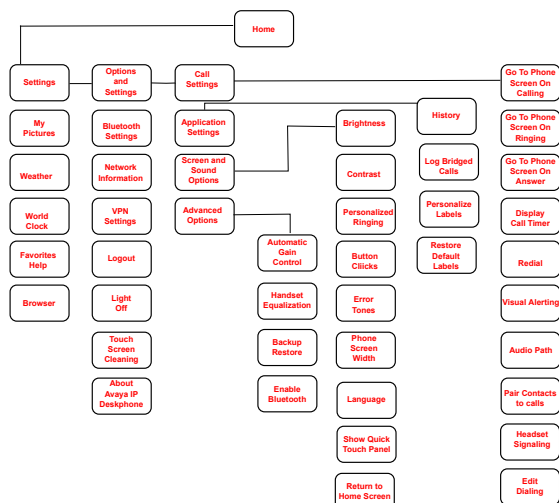 Home
Settings
Options
and
Settings
Call
Settings
Go To Phone
Screen On
Calling
My
Pictures
Bluetooth
Settings
Application
Settings
Brightness
History
Go To Phone
Screen On
Ringing
Weather
Network
Information
Screen and
Sound
Options
Contrast
Log Bridged
Calls
Go To Phone
Screen On
Answer
World
Clock
VPN
Settings
Advanced
Options
Personalized
Ringing
Personalize
Labels
Display
Call Timer
Favorites
Help
Logout
Automatic
Gain
Control
Button
Cliicks
Restore
Default
Labels
Redial
Browser
Light
Off
Handset
Equalization
Error
Tones
Visual Alerting
Touch
Screen
Cleaning
Backup
Restore
Phone
Screen
Width
Audio Path
About
Avaya IP
Deskphone
Enable
Bluetooth
Language
Pair Contacts
to calls
Show Quick
Touch Panel
Headset
Signaling
Return to
Home Screen
Edit
Dialing